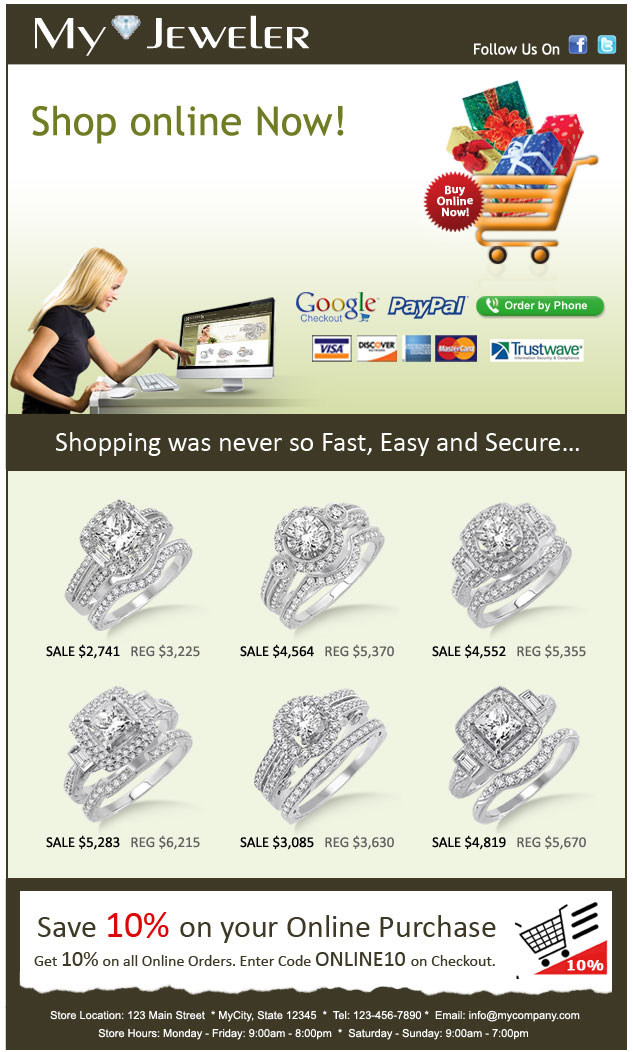 My Jeweler
Follow Us On
Shop online Now!
Buy
Online
Now!
Google
Checkout
PayPal
Order by Phone
VISA
DISCOVER
NETWORK
MasterCard
Trustwave®
Information Security & Compliance
Shopping was never so Fast, Easy and Secure...
SALE $2,741 REG $3,225
SALE $4,564 REG $5,370
SALE $4,552 REG $5,355
SALE $5,283 REG $6,215
SALE $3,085 REG $3,630
SALE $4,819 REG $5,670
Save 10% on your Online Purchase
Get 10% on all Online Orders. Enter Code ONLINE10 on Checkout.
10%
Store Location: 123 Main Street * MyCity, State 12345 * Tel: 123-456-7890 * Email: info@mycompany.com
Store Hours: Monday - Friday: 9:00am - 8:00pm * Saturday - Sunday: 9:00am - 7:00pm